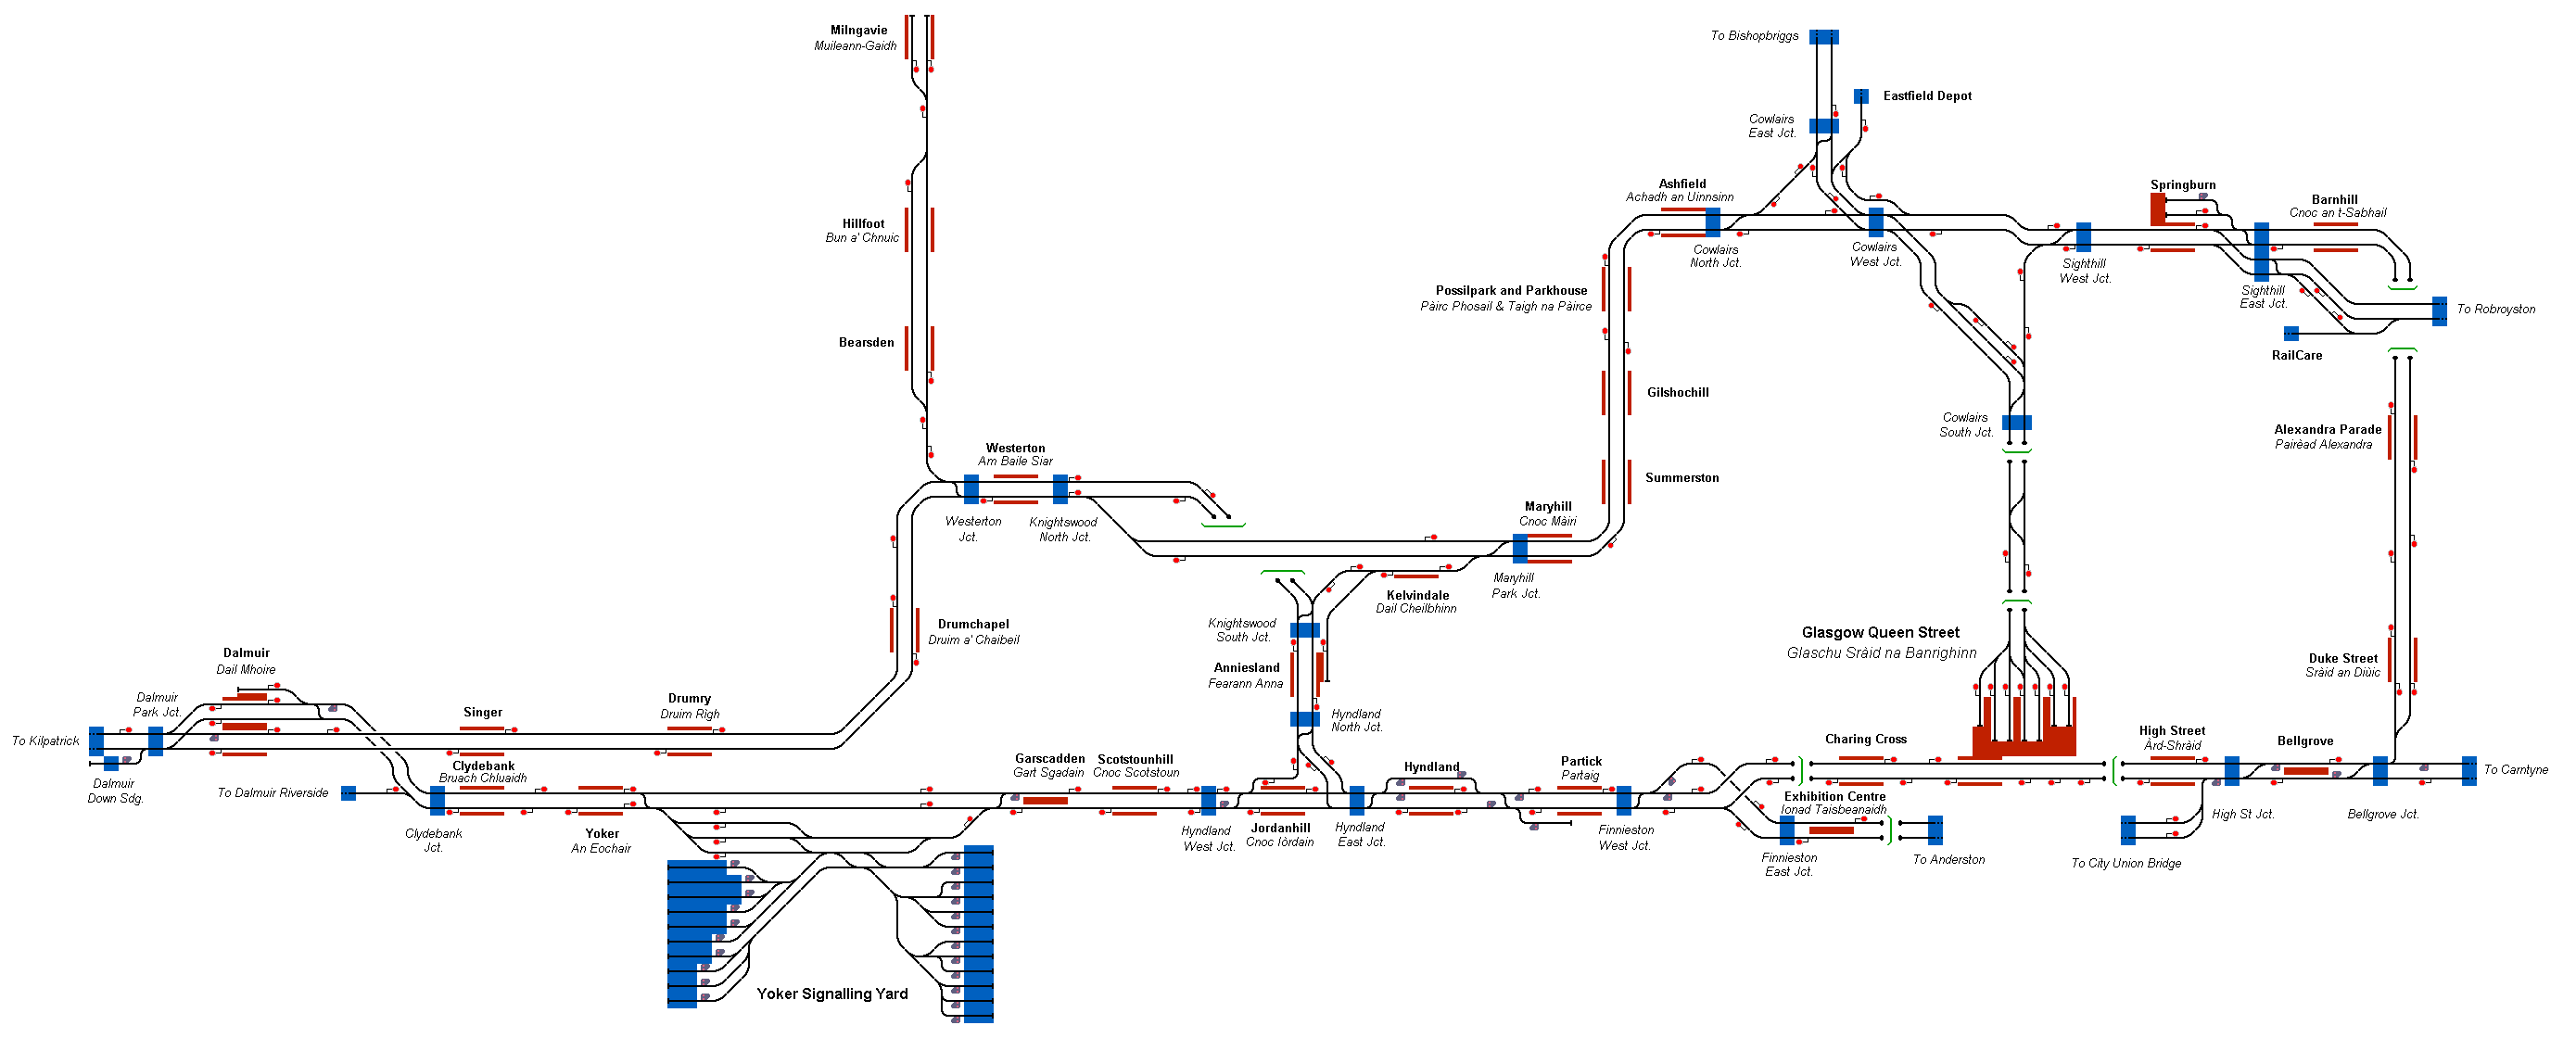 Milngavie
Muileann-Gaidh
To Bishopbriggs
Eastfield Depot
Cowlairs
East Jct.
Ashfield
Achadh an Uinnsinn
Springburn
Barnhill
Cnoc an t-Sabhail
Hillfoot
Bun a' Chnuic
Cowlairs
North Jct.
Cowlairs
West Jct.
Sighthill
West Jct.
Sighthill
East Jct.
Possilpark and Parkhouse
Pàirc Phosail & Taigh na Pàirce
To Robroyston
Bearsden
RailCare
Gilshochill
Cowlairs
South Jct.
Alexandra Parade
Pairèad Alexandra
Westerton
Am Baile Siar
Summerston
Maryhill
Cnoc Màiri
Westerton
Jct.
Knightswood
North Jct.
Maryhill
Park Jct.
Kelvindale
Dail Cheilbhinn
Drumchapel
Druim a' Chaibeil
Knightswood
South Jct.
Glasgow Queen Street
Glaschu Sràid na Banrighinn
Dalmuir
Dail Mhoire
Anniesland
Fearann Anna
Duke Street
Sràid an Diùic
Dalmuir
Park Jct.
Singer
Drumry
Druim Righ
Hyndland
North Jct.
To Kilpatrick
Charing Cross
High Street
Àrd-Shràid
Bellgrove
Dalmuir
Down Sdg.
Clydebank
Bruach Chluaidh
Garscadden
Gart Sgadain
Scotstounhill
Cnoc Scotstoun
Hyndland
Partick
Partaig
To Carntyne
To Dalmuir Riverside
Exhibition Centre
Ionad Taisbeanaidh
Clydebank
Jct.
Yoker
An Eochair
Hyndland
West Jct.
Jordanhill
Cnoc Iòrdain
Hyndland
East Jct.
Finnieston
West Jct.
Finnieston
East Jct.
To Anderston
To City Union Bridge
High St Jct.
Bellgrove Jct.
Yoker Signalling Yard